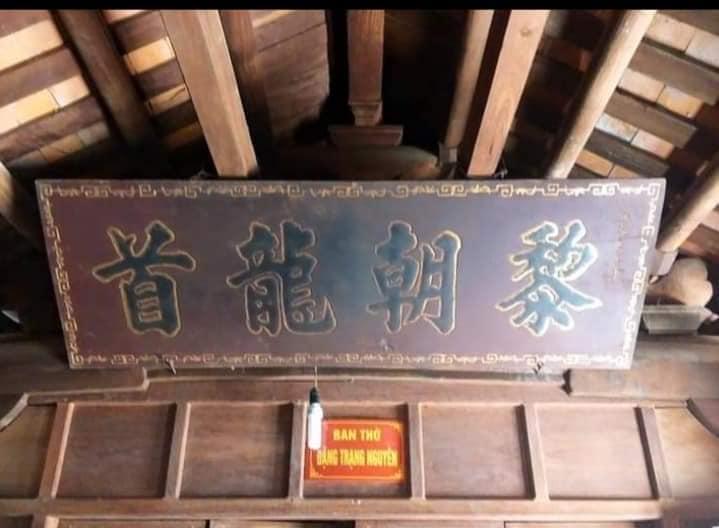 黎朝龍首
BAN THỜ
ĐẶNG TRẠNG NGUYÊN